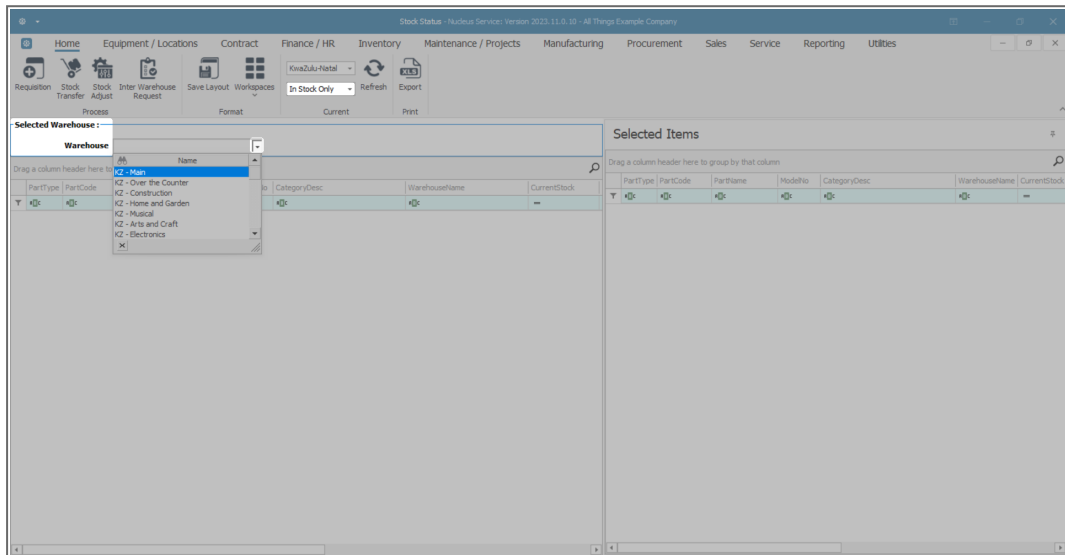 Stock Status - Nucleus Service: Version 2023.11.0.10 - All Things Example Company
Home Equipment / Locations Contract Finance / HR Inventory Maintenance / Projects Manufacturing Procurement Sales Service Reporting Utilities
KwaZulu-Natal
XLS
Requisition Stock Transfer Stock Adjust Inter Warehouse Request Save Layout Workspaces In Stock Only Refresh Export
Process Format Current Print
Selected Warehouse :
Warehouse
Selected Items
Name
Drag a column header here to
Drag a column header here to group by that column
KZ - Main
KZ - Over the Counter
KZ - Construction
KZ - Home and Garden
KZ - Musical
KZ - Arts and Craft
KZ - Electronics
PartType PartCode CategoryDesc WarehouseName CurrentStock
PartType PartCode PartName ModelNo CategoryDesc WarehouseName CurrentStock